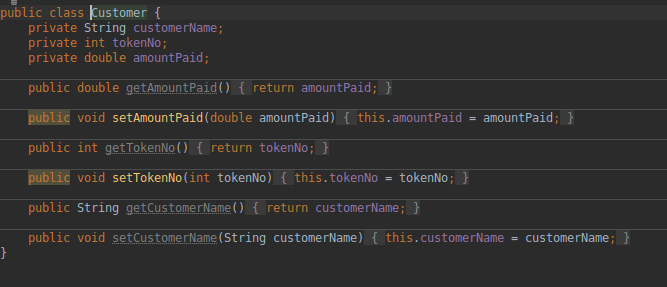 public class Customer {
private String customerName;
private int tokenNo;
private double amountPaid;
public double getAmountPaid() { return amountPaid; }
public void setAmountPaid(double amountPaid) { this.amountPaid = amountPaid; }
public int getTokenNo() { return tokenNo; }
public void setTokenNo(int tokenNo) { this.tokenNo = tokenNo; }
public String getCustomerName() { return customerName; }
public void setCustomerName(String customerName) { this.customerName = customerName; }
}